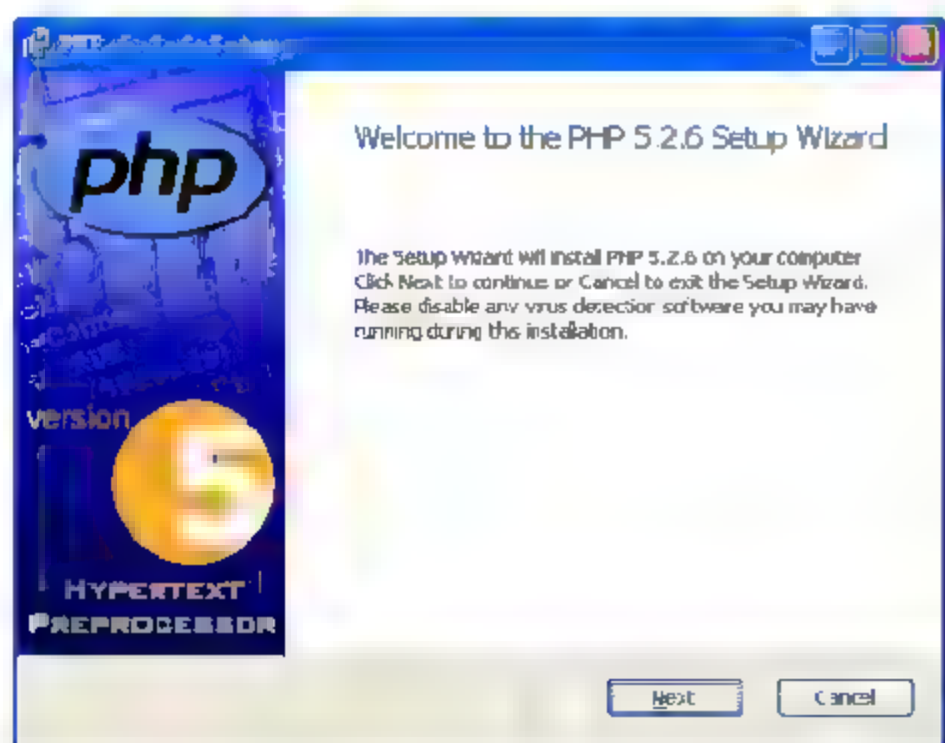 php
version
5
HYPERTEXT
PREPROCESSOR
Welcome to the PHP 5.2.6 Setup Wizard
The Setup Wizard will install PHP 5.2.6 on your computer
Click Next to continue or Cancel to exit the Setup Wizard.
Please disable any virus detection software you may have
running during this installation.
Next
Cancel